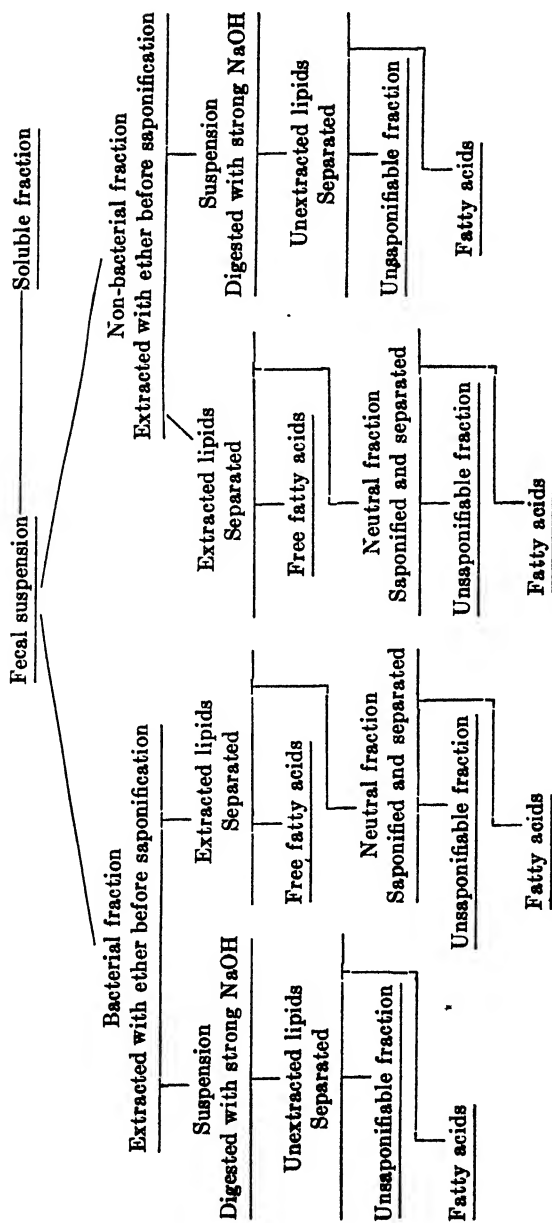 Fecal suspension
Soluble fraction
Bacterial fraction
Extracted with ether before saponification
Suspension
Digested with strong NaOH
Unextracted lipids
Separated
Unsaponifiable fraction
Fatty acids
Extracted lipids
Separated
Free fatty acids
Neutral fraction
Saponified and separated
Unsaponifiable fraction
Fatty acids
Non-bacterial fraction
Extracted with ether before saponification
Extracted lipids
Separated
Free fatty acids
Neutral fraction
Saponified and separated
Unsaponifiable fraction
Fatty acids
Suspension
Digested with strong NaOH
Unextracted lipids
Separated
Unsaponifiable fraction
Fatty acids